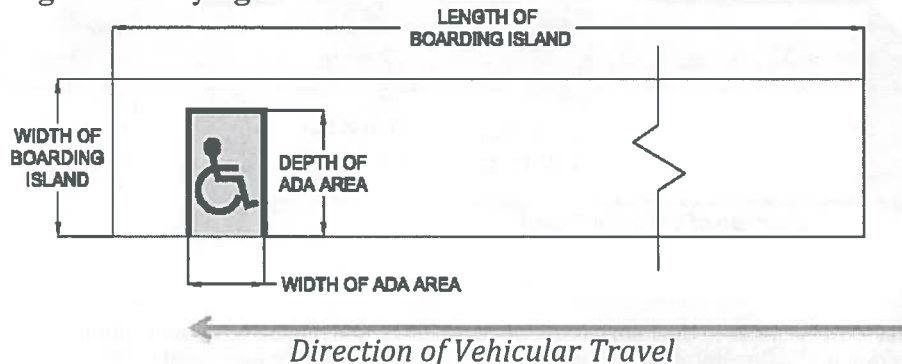 LENGTH OF
BOARDING ISLAND
WIDTH OF
BOARDING
ISLAND
DEPTH OF
ADA AREA
WIDTH OF ADA AREA
Direction of Vehicular Travel